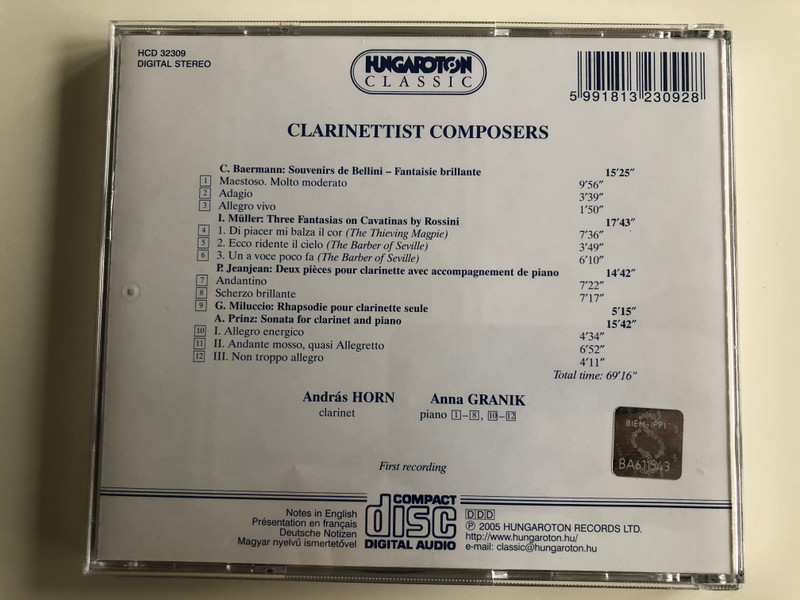 HCD 32309
DIGITAL STEREO
HUNGAROTON
CLASSIC
5 991813 230928
CLARINETTIST COMPOSERS
C. Baermann: Souvenirs de Bellini – Fantaisie brillante 15'25"
1 Maestoso. Molto moderato 9'56"
2 Adagio 3'39"
3 Allegro vivo 1'50"
I. Müller: Three Fantasias on Cavatinas by Rossini 17'43"
4 1. Di piacer mi balza il cor (The Thieving Magpie) 7'36"
5 2. Ecco ridente il cielo (The Barber of Seville) 3'49"
6 3. Un a voce poco fa (The Barber of Seville) 6'10"
P. Jeanjean: Deux pièces pour clarinette avec accompagnement de piano 14'42"
7 Andantino 7'22"
8 Scherzo brillante 7'17"
9 G. Miluccio: Rhapsodie pour clarinette seule 5'15"
A. Prinz: Sonata for clarinet and piano 15'42"
10 I. Allegro energico 4'34"
11 II. Andante mosso, quasi Allegretto 6'52"
12 III. Non troppo allegro 4'11"
Total time: 69'16"
András HORN Anna GRANIK
clarinet piano 1–8, 10–12
BIEM-IFPI
BA611543
First recording
Notes in English
Présentation en français
Deutsche Notizen
Magyar nyelvű ismertetővel
COMPACT
disc
DIGITAL AUDIO
DDD
℗ 2005 HUNGAROTON RECORDS LTD.
http://www.hungaroton.hu/
e-mail: classic@hungaroton.hu